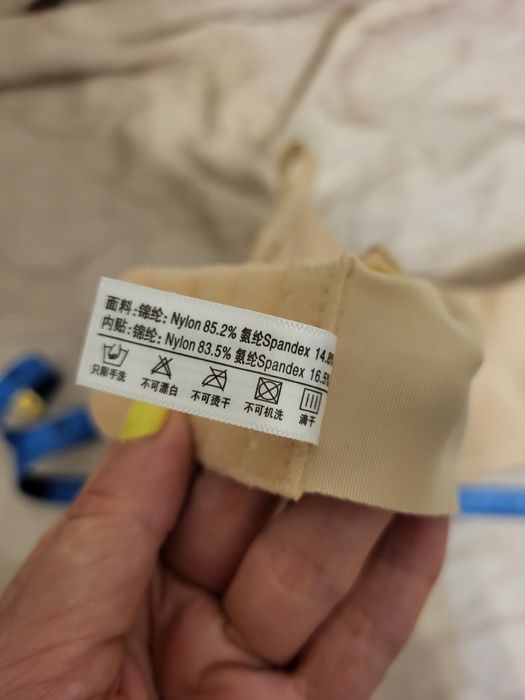 面料:锦纶: Nylon 85.2% 氨纶Spandex 14.8%
内贴:锦纶: Nylon 83.5% 氨纶Spandex 16.5%
只限手洗 不可漂白 不可烫干 不可机洗 滴干